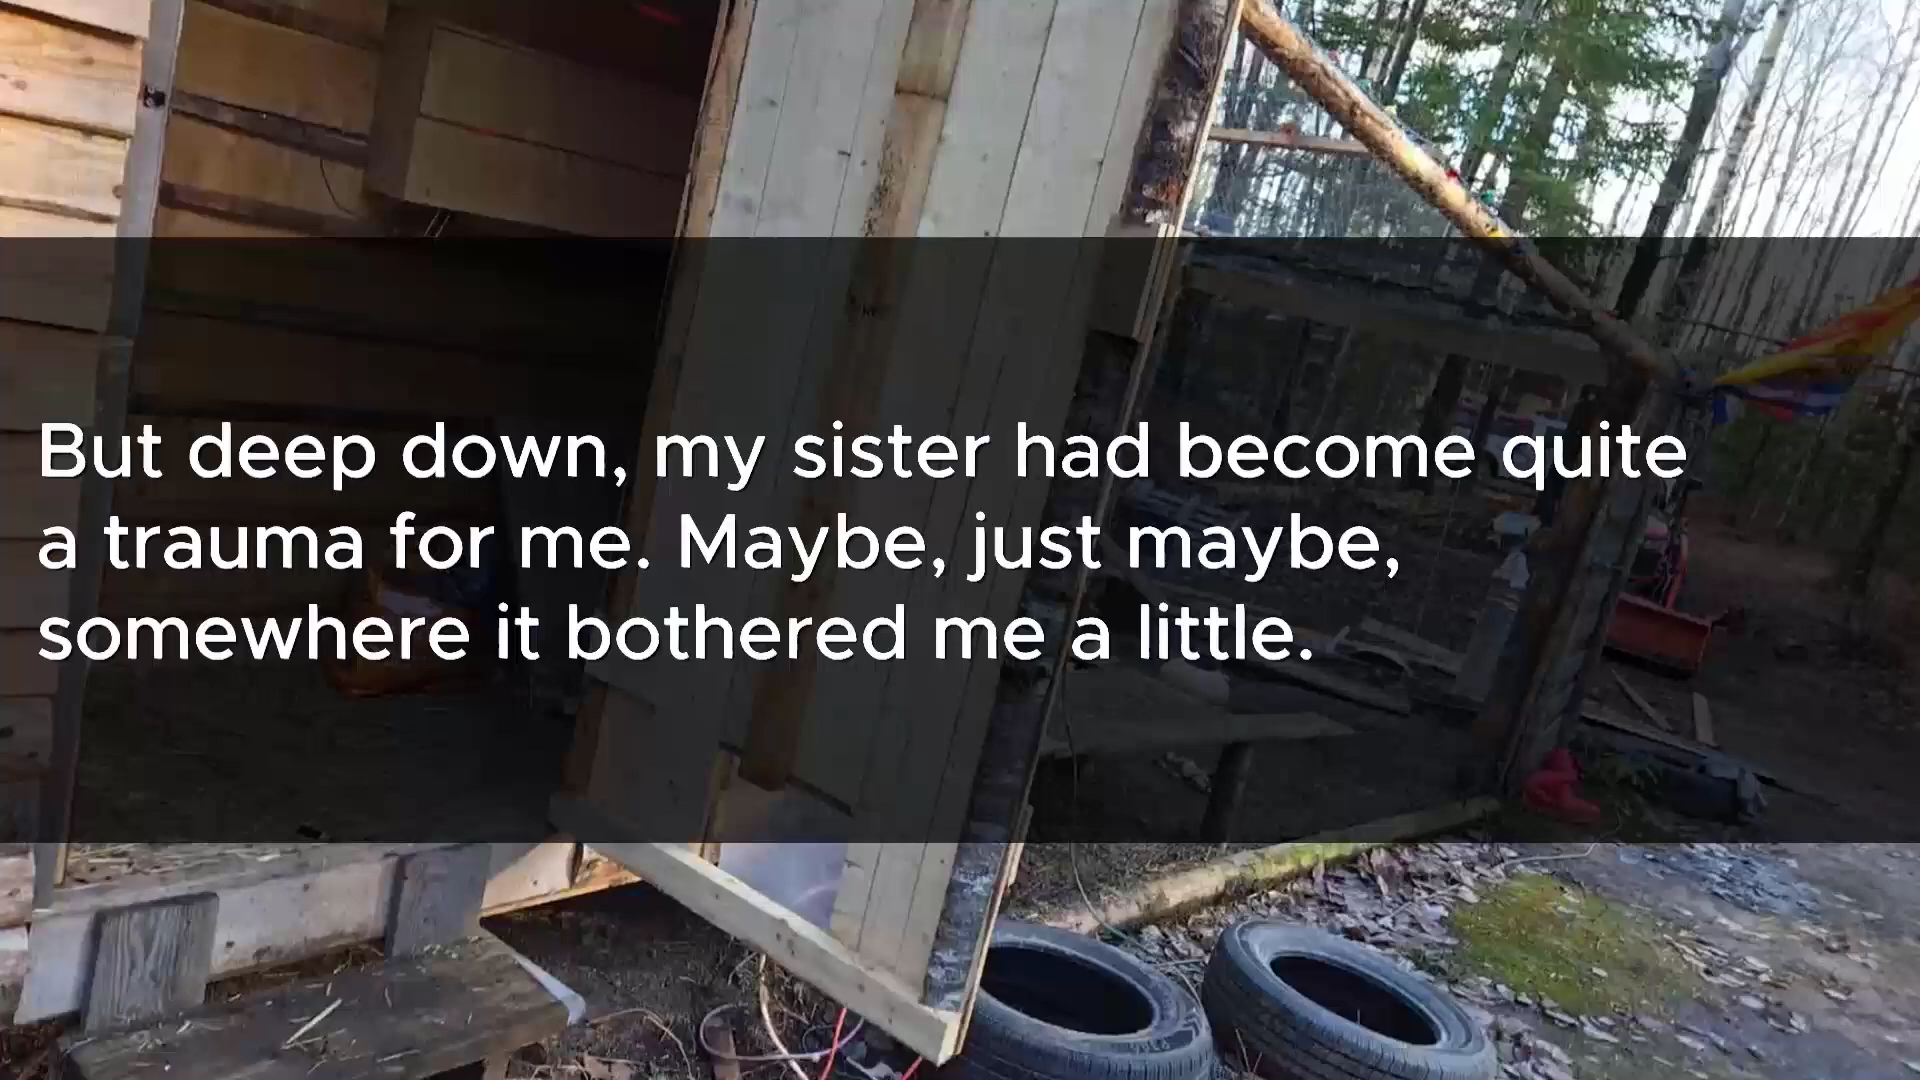 But deep down, my sister had become quite
a trauma for me. Maybe, just maybe,
somewhere it bothered me a little.